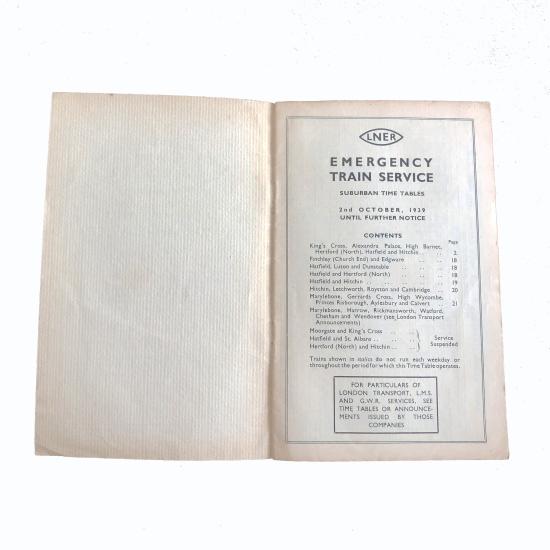 LNER
EMERGENCY
TRAIN SERVICE
SUBURBAN TIME TABLES
2nd OCTOBER, 1939
UNTIL FURTHER NOTICE
CONTENTS
Page
King's Cross, Alexandra Palace, High Barnet,
Hertford (North), Hatfield and Hitchin .. .. 2
Finchley (Church End) and Edgware .. .. 18
Hatfield, Luton and Dunstable .. .. .. 18
Hatfield and Hertford (North) .. .. .. 18
Hatfield and Hitchin .. .. .. .. .. 19
Hitchin, Letchworth, Royston and Cambridge .. 20
Marylebone, Gerrards Cross, High Wycombe,
Princes Risborough, Aylesbury and Calvert .. 21
Marylebone, Harrow, Rickmansworth, Watford,
Chesham and Wendover (see London Transport
Announcements)
Moorgate and King's Cross .. ..
Hatfield and St. Albans .. .. .. Service
Hertford (North) and Hitchin .. .. Suspended
Trains shown in italics do not run each weekday or
throughout the period for which this Time Table operates.
FOR PARTICULARS OF
LONDON TRANSPORT, L.M.S.
AND G.W.R. SERVICES, SEE
TIME TABLES OR ANNOUNCE-
MENTS ISSUED BY THOSE
COMPANIES